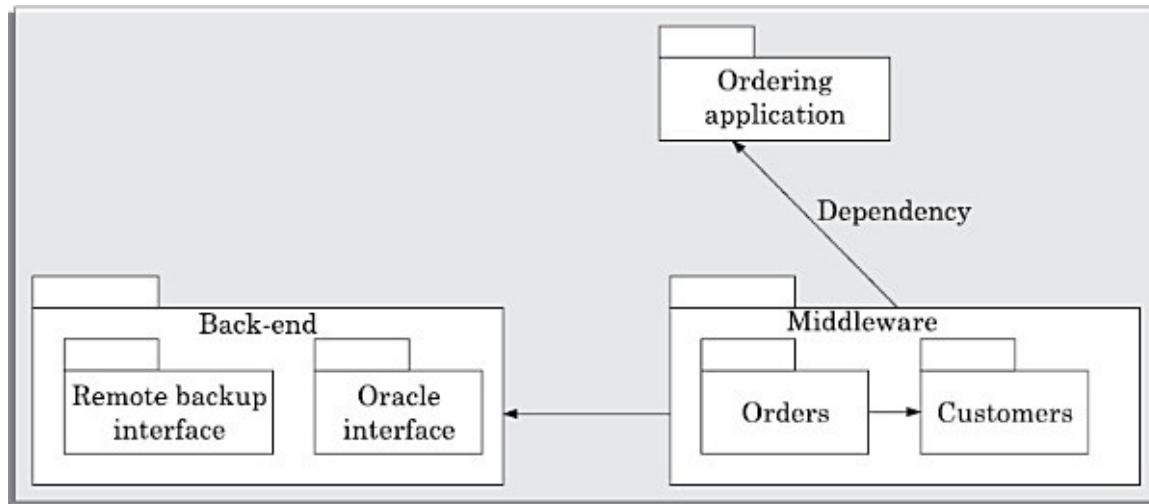 Ordering
application
Dependency
Back-end
Remote backup
interface
Oracle
interface
Middleware
Orders
Customers